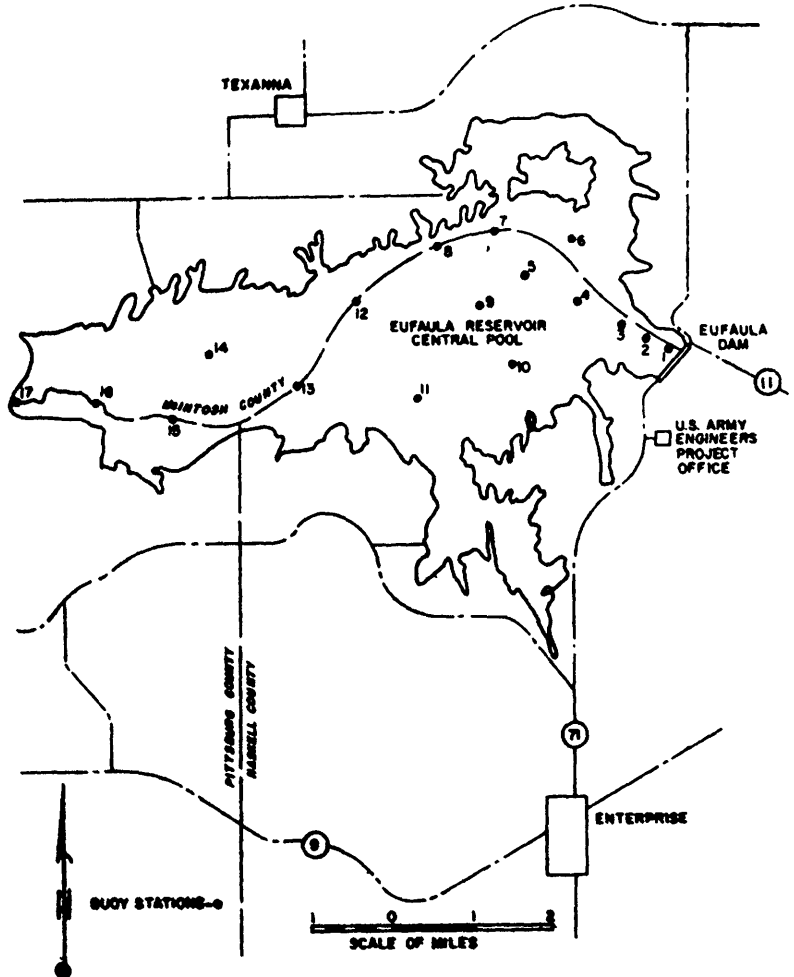 TEXANNA
7
6
8
5
4
9
12
EUFAULA RESERVOIR
CENTRAL POOL
3
2
1
EUFAULA
DAM
14
10
11
13
McINTOSH COUNTY
11
17
16
15
U.S. ARMY
ENGINEERS
PROJECT
OFFICE
PITTSBURG COUNTY
HASKELL COUNTY
71
ENTERPRISE
9
BUOY STATIONS
1 0 1 2
SCALE OF MILES